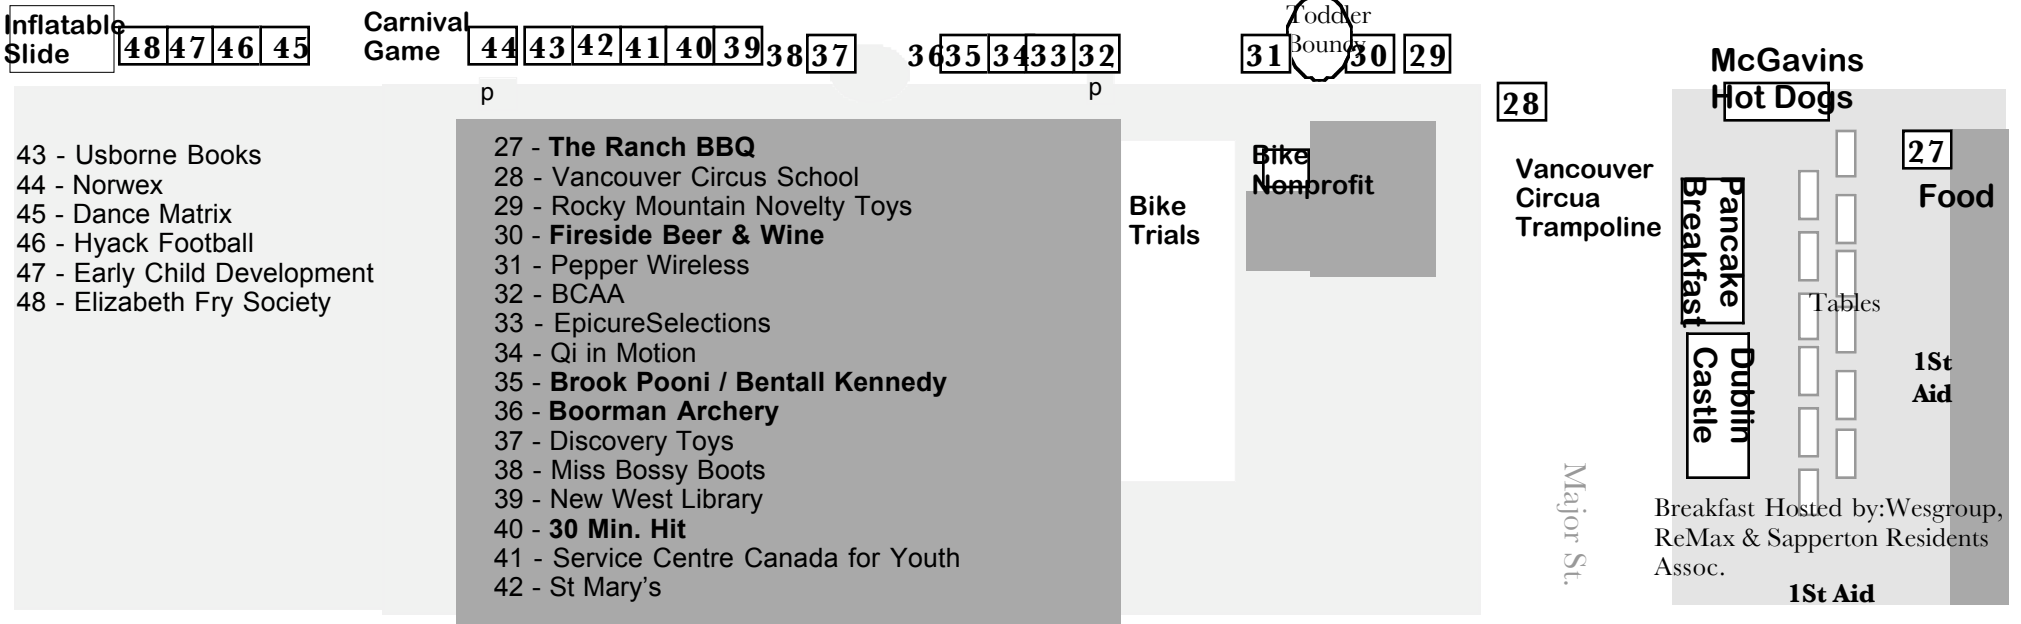 Inflatable
Slide
48 47 46 45
Carnival
Game
44 43 42 41 40 39 38 37 36 35 34 33 32
31
Toddler
Bouncy
30 29
p
p
28
McGavins
Hot Dogs
27
Food
43 - Usborne Books
44 - Norwex
45 - Dance Matrix
46 - Hyack Football
47 - Early Child Development
48 - Elizabeth Fry Society
27 - The Ranch BBQ
28 - Vancouver Circus School
29 - Rocky Mountain Novelty Toys
30 - Fireside Beer & Wine
31 - Pepper Wireless
32 - BCAA
33 - EpicureSelections
34 - Qi in Motion
35 - Brook Pooni / Bentall Kennedy
36 - Boorman Archery
37 - Discovery Toys
38 - Miss Bossy Boots
39 - New West Library
40 - 30 Min. Hit
41 - Service Centre Canada for Youth
42 - St Mary's
Bike
Trials
Bike
Nonprofit
Vancouver
Circua
Trampoline
Pancake
Breakfast
Tables
Dublin
Castle
1St
Aid
Major St.
Breakfast Hosted by:Wesgroup,
ReMax & Sapperton Residents
Assoc.
1St Aid